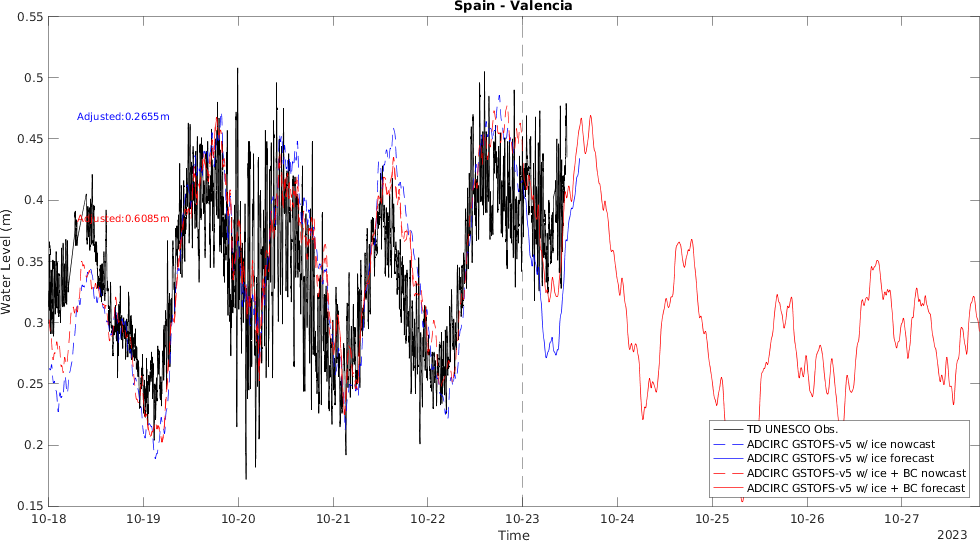 Spain - Valencia
0.55
0.5
0.45
0.4
0.35
0.3
0.25
0.2
0.15
Water Level (m)
Adjusted:0.2655m
Adjusted:0.6085m
TD UNESCO Obs.
ADCIRC GSTOFS-v5 w/ ice nowcast
ADCIRC GSTOFS-v5 w/ ice forecast
ADCIRC GSTOFS-v5 w/ ice + BC nowcast
ADCIRC GSTOFS-v5 w/ ice + BC forecast
10-18 10-19 10-20 10-21 10-22 10-23 10-24 10-25 10-26 10-27
Time
2023